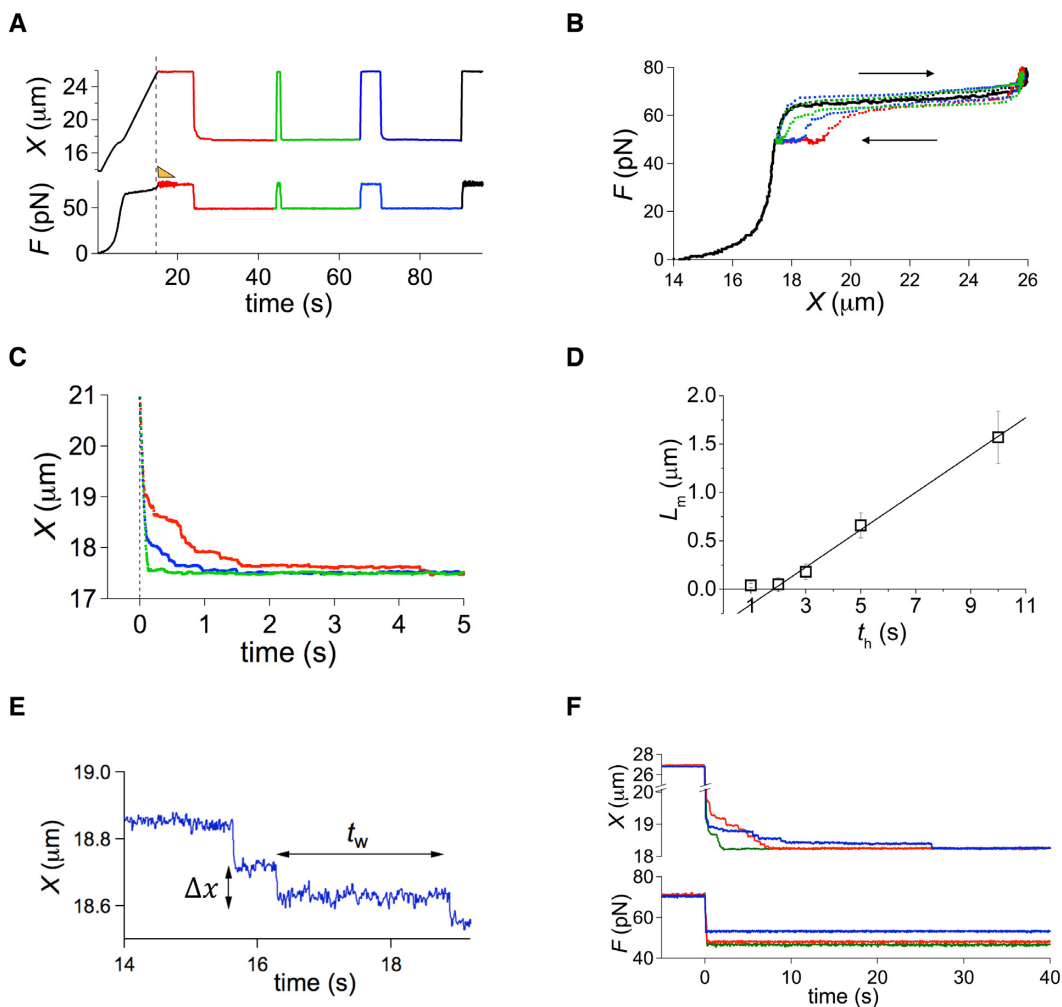 A
24
20
16
X (μm)
50
0
F (pN)
20
40
60
80
time (s)
B
80
60
40
20
0
F (pN)
14
16
18
20
22
24
26
X (μm)
C
21
20
19
18
17
X (μm)
0
1
2
3
4
5
time (s)
D
2.0
1.5
1.0
0.5
0.0
Lm (μm)
1
3
5
7
9
11
th (s)
E
19.0
18.8
18.6
X (μm)
tw
Δx
14
16
18
time (s)
F
28
26
20
19
18
X (μm)
80
60
40
F (pN)
0
10
20
30
40
time (s)